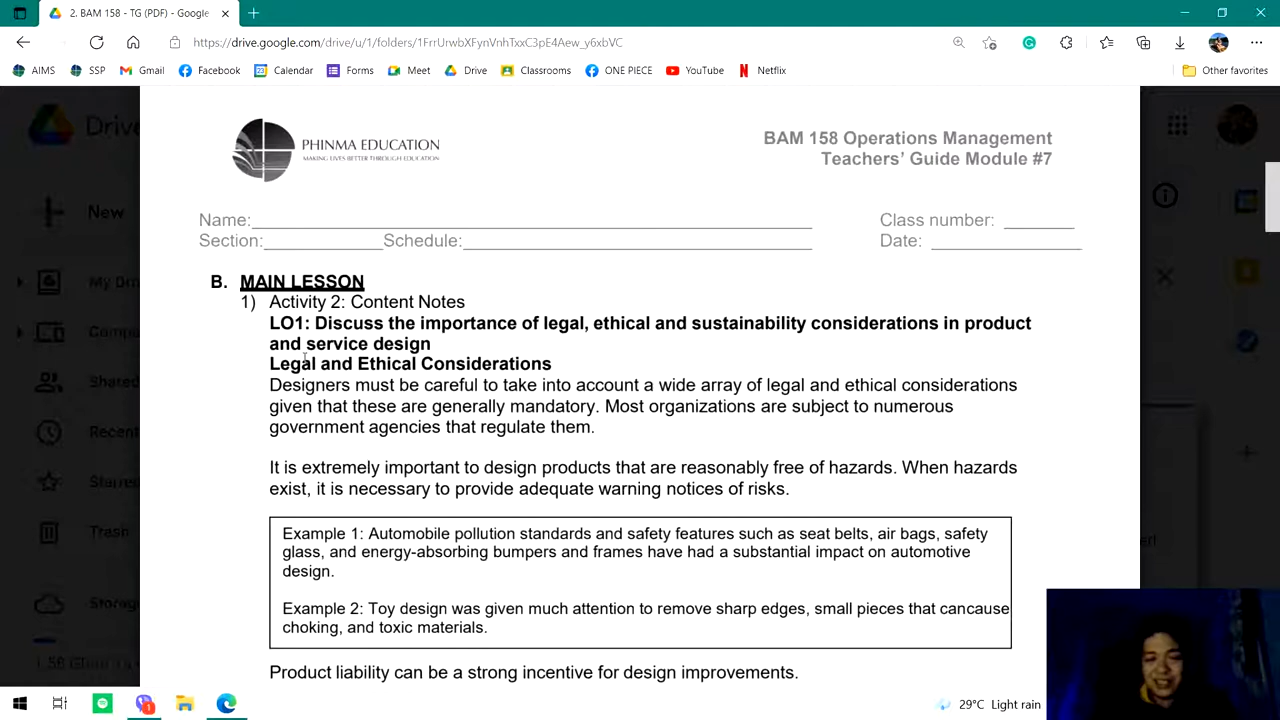 2. BAM 158 - TG (PDF) - Google
https://drive.google.com/drive/u/1/folders/1FrrUrwbXFynVnhTxxC3pE4Aew_y6xbVC
AIMS SSP Gmail Facebook Calendar Forms Meet Drive Classrooms ONE PIECE YouTube Netflix Other favorites
PHINMA EDUCATION
MAKING LIVES BETTER THROUGH EDUCATION
BAM 158 Operations Management
Teachers’ Guide Module #7
Name: Class number:
Section: Schedule: Date:
B. MAIN LESSON
1) Activity 2: Content Notes
LO1: Discuss the importance of legal, ethical and sustainability considerations in product
and service design
Legal and Ethical Considerations
Designers must be careful to take into account a wide array of legal and ethical considerations
given that these are generally mandatory. Most organizations are subject to numerous
government agencies that regulate them.
It is extremely important to design products that are reasonably free of hazards. When hazards
exist, it is necessary to provide adequate warning notices of risks.
Example 1: Automobile pollution standards and safety features such as seat belts, air bags, safety
glass, and energy-absorbing bumpers and frames have had a substantial impact on automotive
design.
Example 2: Toy design was given much attention to remove sharp edges, small pieces that cancause
choking, and toxic materials.
Product liability can be a strong incentive for design improvements.
New
Shared
Recent
Starred
Trash
29°C Light rain